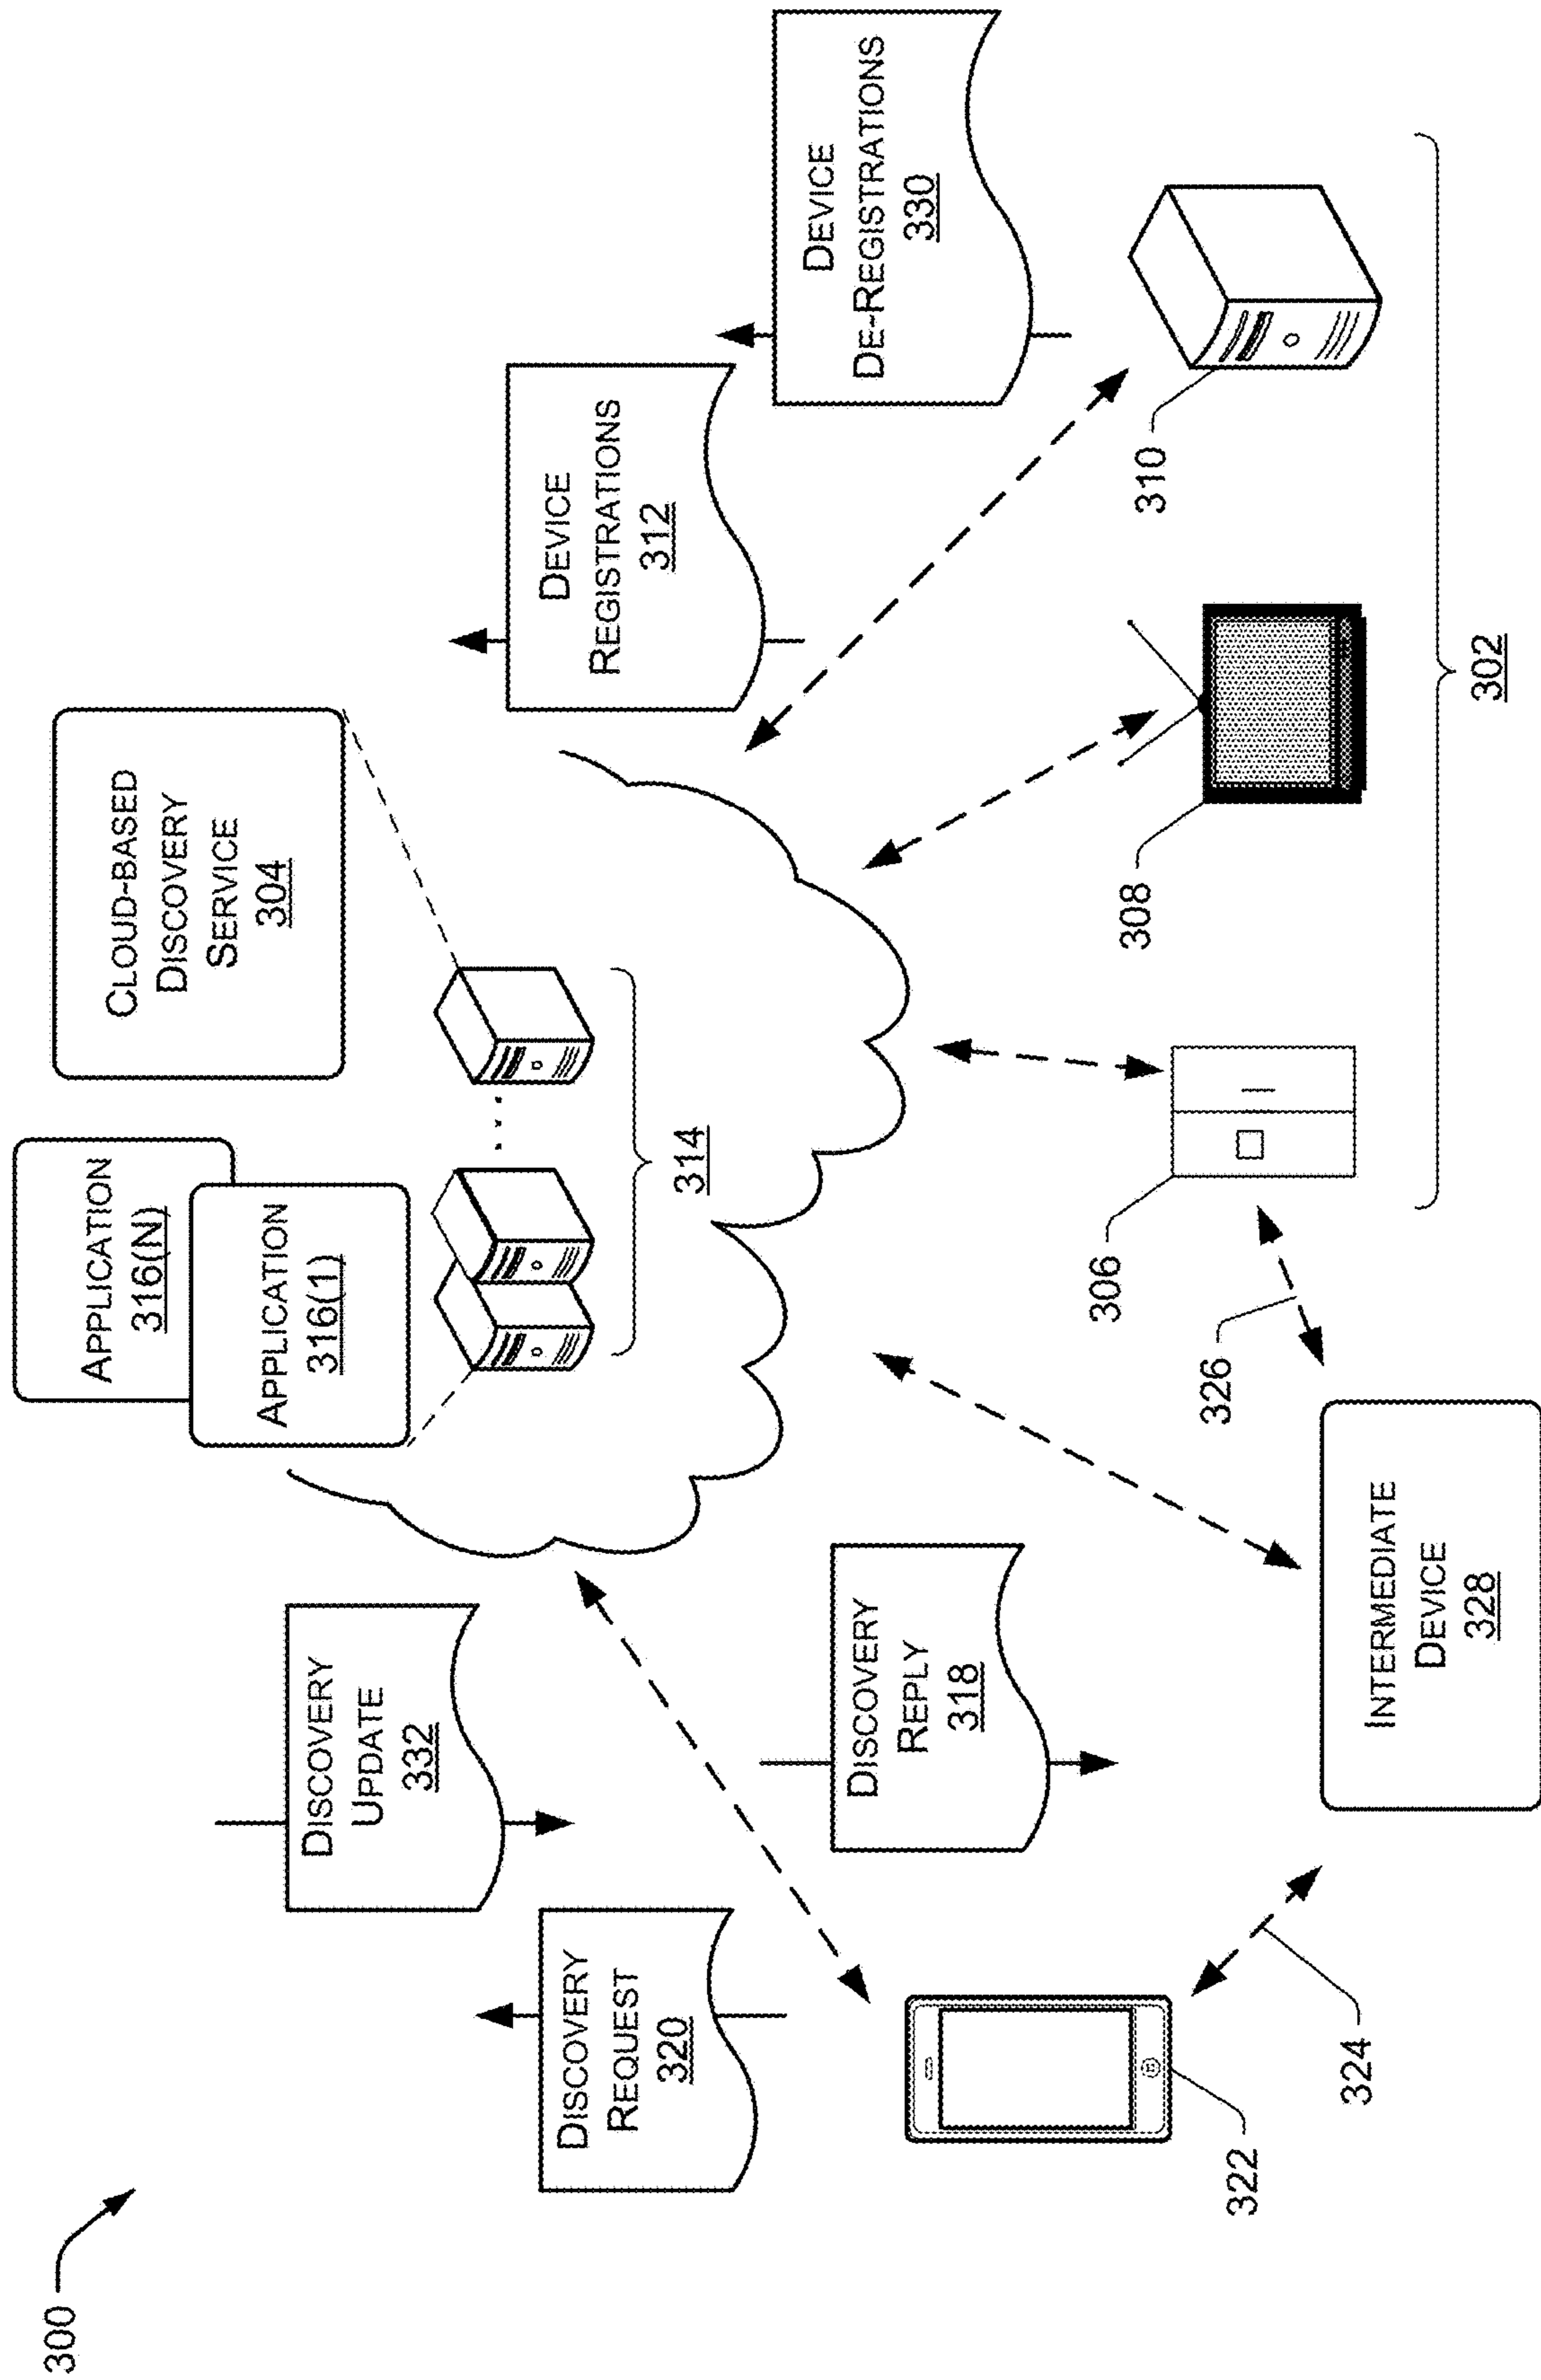 300
APPLICATION
316(N)
APPLICATION
316(1)
CLOUD-BASED
DISCOVERY
SERVICE
304
314
DISCOVERY
UPDATE
332
DISCOVERY
REQUEST
320
DISCOVERY
REPLY
318
DEVICE
REGISTRATIONS
312
DEVICE
DE-REGISTRATIONS
330
322
324
INTERMEDIATE
DEVICE
328
326
306
308
310
302